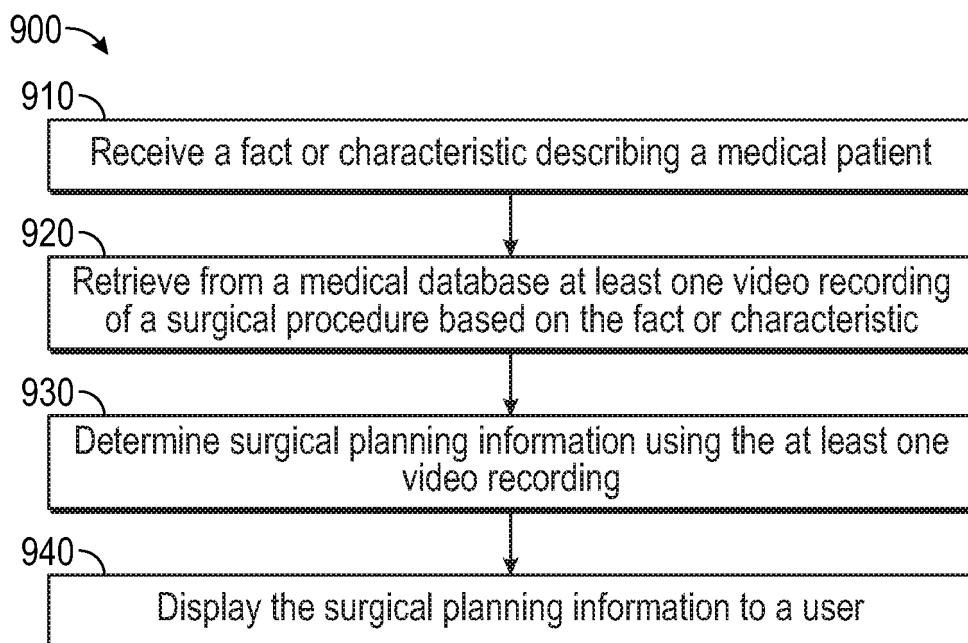 900
910
Receive a fact or characteristic describing a medical patient
920
Retrieve from a medical database at least one video recording
of a surgical procedure based on the fact or characteristic
930
Determine surgical planning information using the at least one
video recording
940
Display the surgical planning information to a user